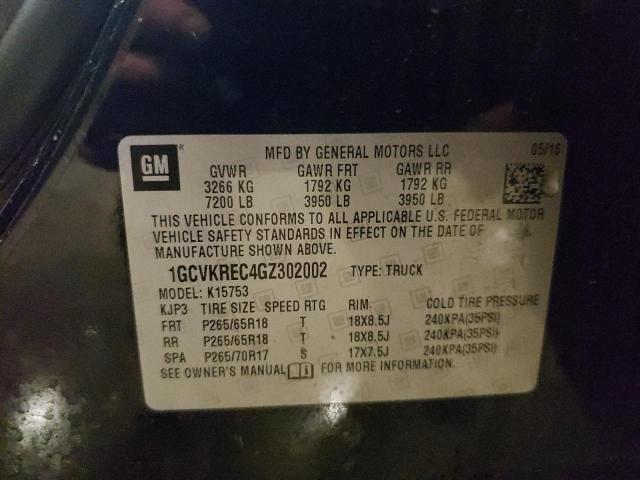 MFD BY GENERAL MOTORS LLC 05/16
GM
GVWR GAWR FRT GAWR RR
3266 KG 1792 KG 1792 KG
7200 LB 3950 LB 3950 LB
THIS VEHICLE CONFORMS TO ALL APPLICABLE U.S. FEDERAL MOTOR
VEHICLE SAFETY STANDARDS IN EFFECT ON THE DATE OF
MANUFACTURE SHOWN ABOVE.
1GCVKREC4GZ302002 TYPE: TRUCK
MODEL: K15753
KJP3 TIRE SIZE SPEED RTG RIM COLD TIRE PRESSURE
FRT P265/65R18 T 18X8.5J 240KPA(35PSI)
RR P265/65R18 T 18X8.5J 240KPA(35PSI)
SPA P265/70R17 S 17X7.5J 240KPA(35PSI)
SEE OWNER'S MANUAL FOR MORE INFORMATION.